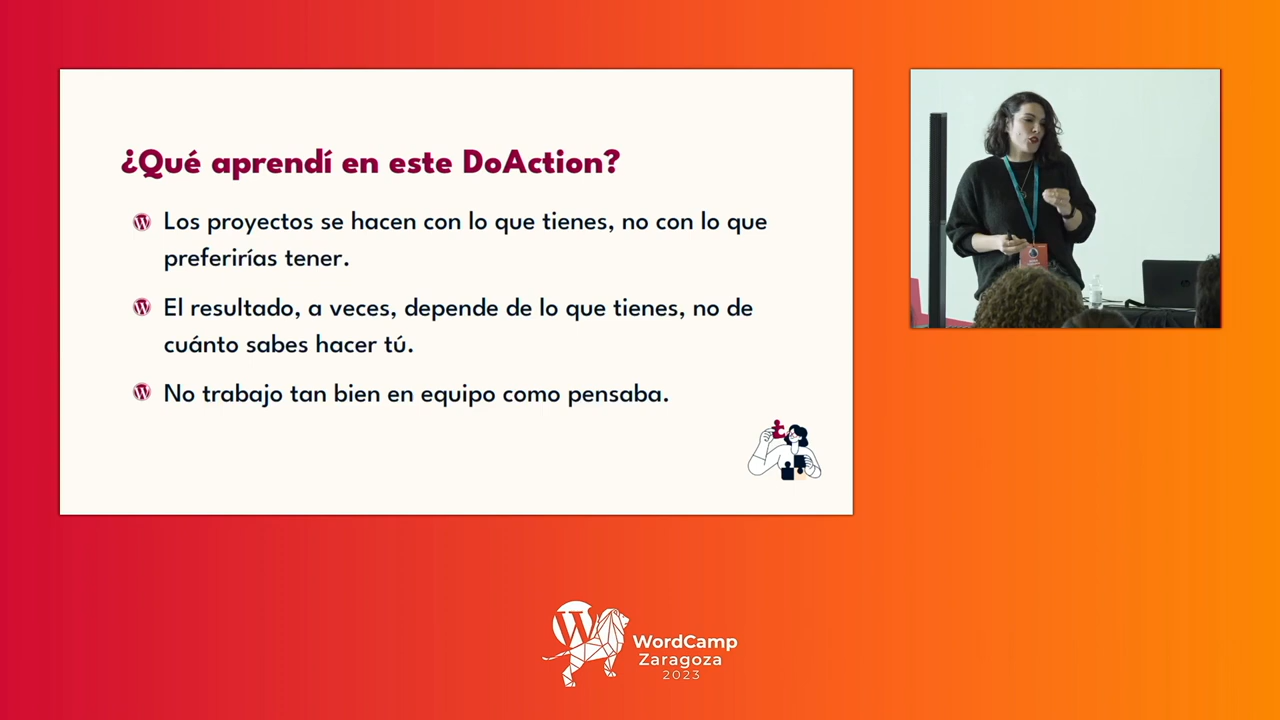 ¿Qué aprendí en este DoAction?
Los proyectos se hacen con lo que tienes, no con lo que
preferirías tener.
El resultado, a veces, depende de lo que tienes, no de
cuánto sabes hacer tú.
No trabajo tan bien en equipo como pensaba.
WordCamp
Zaragoza
2023